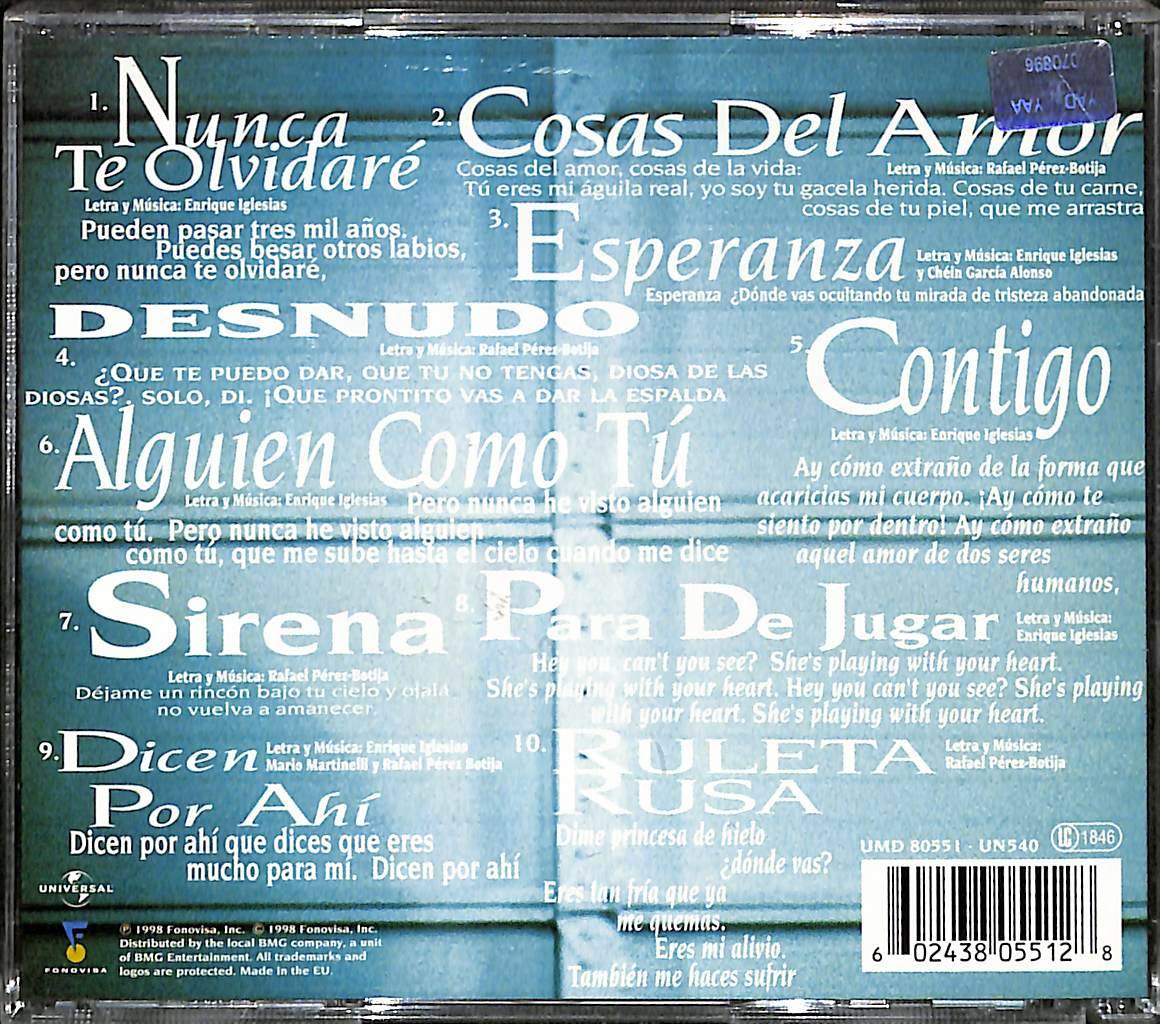 1. Nunca
Te Olvidaré
Letra y Música: Enrique Iglesias
Pueden pasar tres mil años.
Puedes besar otros labios,
pero nunca te olvidaré,
2. Cosas Del Amor
Letra y Música: Rafael Pérez-Botija
Cosas del amor, cosas de la vida:
Tú eres mi águila real, yo soy tu gacela herida. Cosas de tu carne,
cosas de tu piel, que me arrastra
3. Esperanza
Letra y Música: Enrique Iglesias
y Chéin García Alonso
Esperanza ¿Dónde vas ocultando tu mirada de tristeza abandonada
4. DESNUDO
Letra y Música: Rafael Pérez-Botija
¿QUE TE PUEDO DAR, QUE TU NO TENGAS, DIOSA DE LAS
DIOSAS?. SOLO, DI. ¡QUE PRONTITO VAS A DAR LA ESPALDA
5. Contigo
Letra y Música: Enrique Iglesias
Ay cómo extraño de la forma que
acaricias mi cuerpo. ¡Ay cómo te
siento por dentro! Ay cómo extraño
aquel amor de dos seres
humanos,
6. Alguien Como Tú
Letra y Música: Enrique Iglesias
Pero nunca he visto alguien
como tú. Pero nunca he visto alguien
como tú, que me sube hasta el cielo cuando me dice
7. Sirena
Letra y Música: Rafael Pérez-Botija
Déjame un rincón bajo tu cielo y ojalá
no vuelva a amanecer.
8. Para De Jugar
Letra y Música:
Enrique Iglesias
Hey you, can't you see? She's playing with your heart.
She's playing with your heart. Hey you can't you see? She's playing
with your heart. She's playing with your heart.
9. Dicen
Por Ahí
Letra y Música: Enrique Iglesias
Mario Martinelli y Rafael Pérez Botija
Dicen por ahí que dices que eres
mucho para mí. Dicen por ahí
10. RULETA
RUSA
Letra y Música:
Rafael Pérez-Botija
Dime princesa de hielo
¿dónde vas?
Eres tan fría que ya
me quemas.
Eres mi alivio.
También me haces sufrir
UMD 80551 · UN540 LC 1846
6 02438 05512 8
UNIVERSAL
FONOVISA
℗ 1998 Fonovisa, Inc. © 1998 Fonovisa, Inc.
Distributed by the local BMG company, a unit
of BMG Entertainment. All trademarks and
logos are protected. Made in the EU.
070896